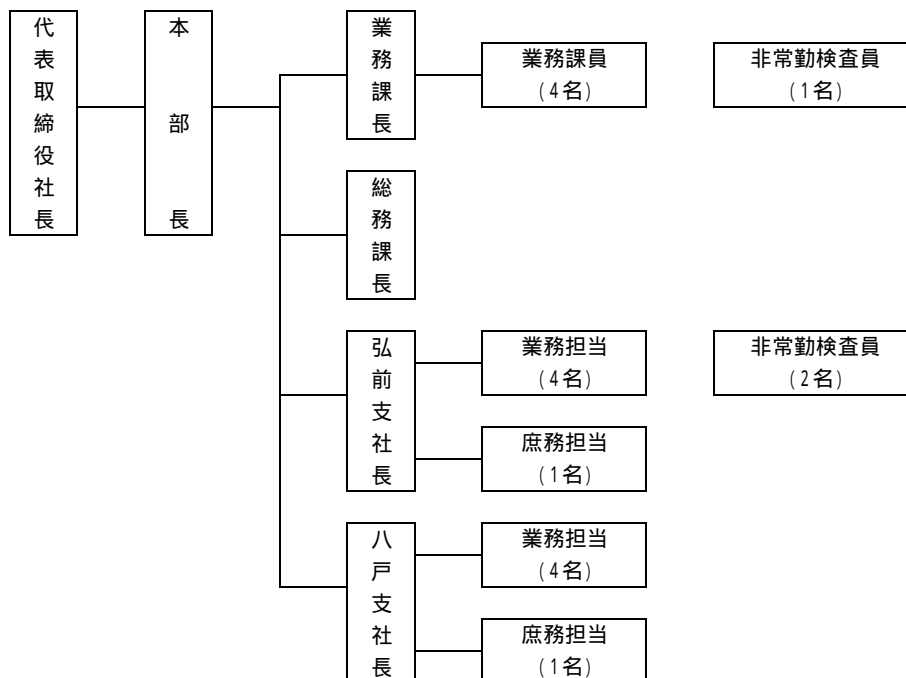 代表取締役社長
本部長
業務課長
業務課員
(4名)
非常勤検査員
(1名)
総務課長
弘前支社長
業務担当
(4名)
非常勤検査員
(2名)
庶務担当
(1名)
八戸支社長
業務担当
(4名)
庶務担当
(1名)